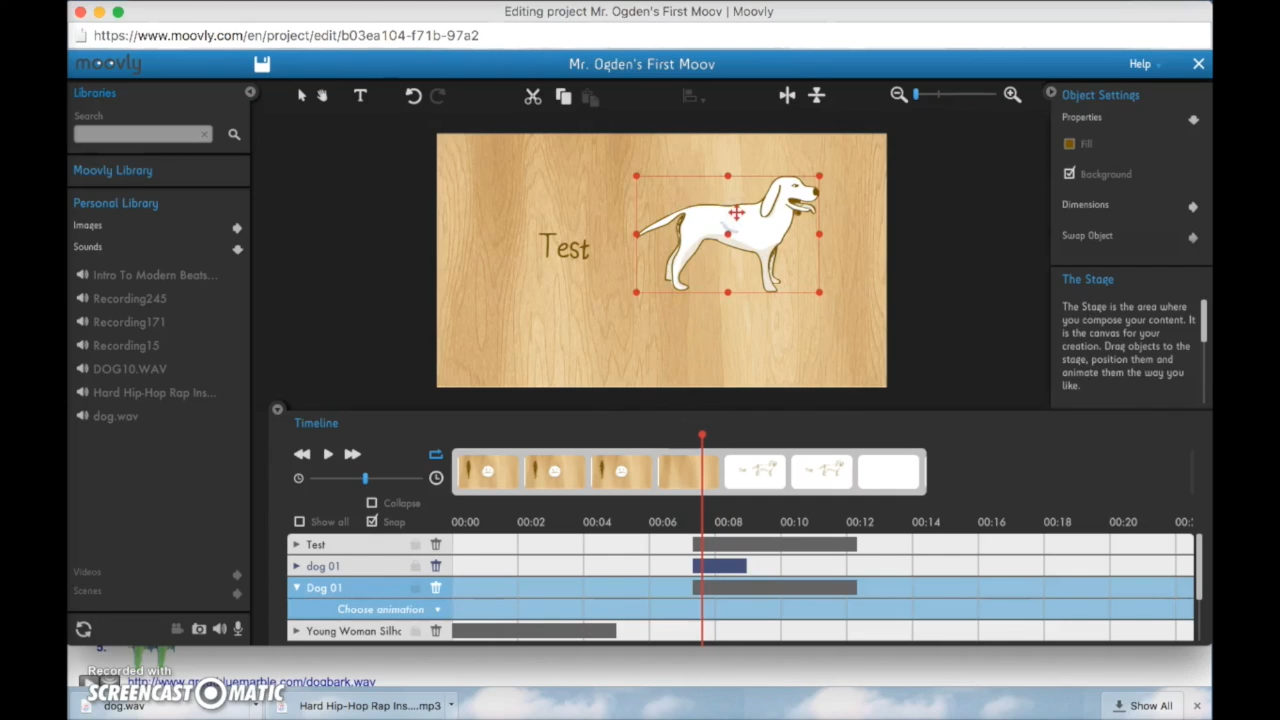 Editing project Mr. Ogden's First Moov | Moovly
https://www.moovly.com/en/project/edit/b03ea104-f71b-97a2
moovly
Mr. Ogden's First Moov
Help
Libraries
Search
Moovly Library
Personal Library
Images
Sounds
Intro To Modern Beats...
Recording245
Recording171
Recording15
DOG10.WAV
Hard Hip-Hop Rap Ins...
dog.wav
Videos
Scenes
T
Test
Object Settings
Properties
Fill
Background
Dimensions
Swap Object
The Stage
The Stage is the area where
you compose your content. It
is the canvas for your
creation. Drag objects to the
stage, position them and
animate them the way you
like.
Timeline
Collapse
Show all
Snap
00:00 00:02 00:04 00:06 00:08 00:10 00:12 00:14 00:16 00:18 00:20 00:
Test
dog 01
Dog 01
Choose animation
Young Woman Silhc
5.
Recorded with
SCREENCAST MATIC
dog.wav
Hard Hip-Hop Rap Ins....mp3
Show All